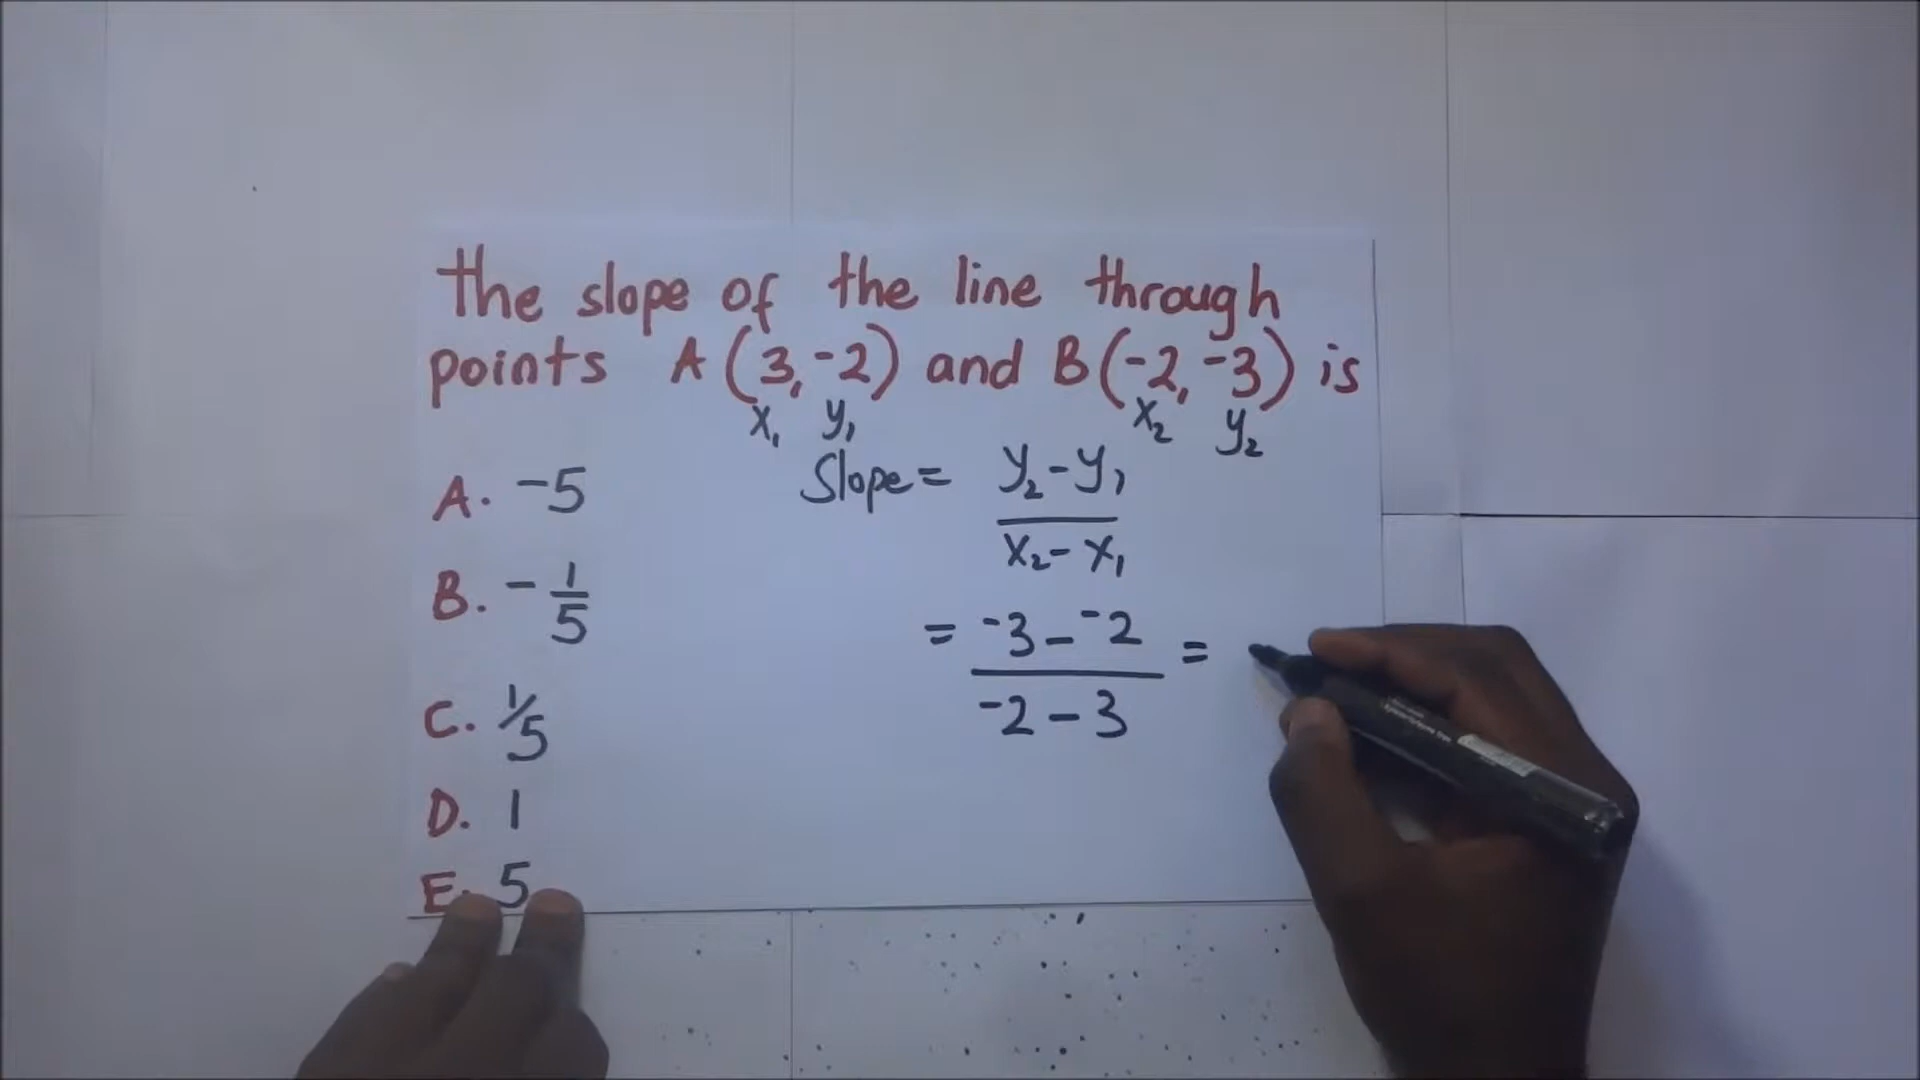 the slope of the line through
points A (3, -2) and B (-2, -3) is
x₁ y₁ x₂ y₂
Slope = y₂ - y₁
x₂ - x₁
= -3 - -2 =
-2 - 3
A. -5
B. - 1/5
C. 1/5
D. 1
E. 5